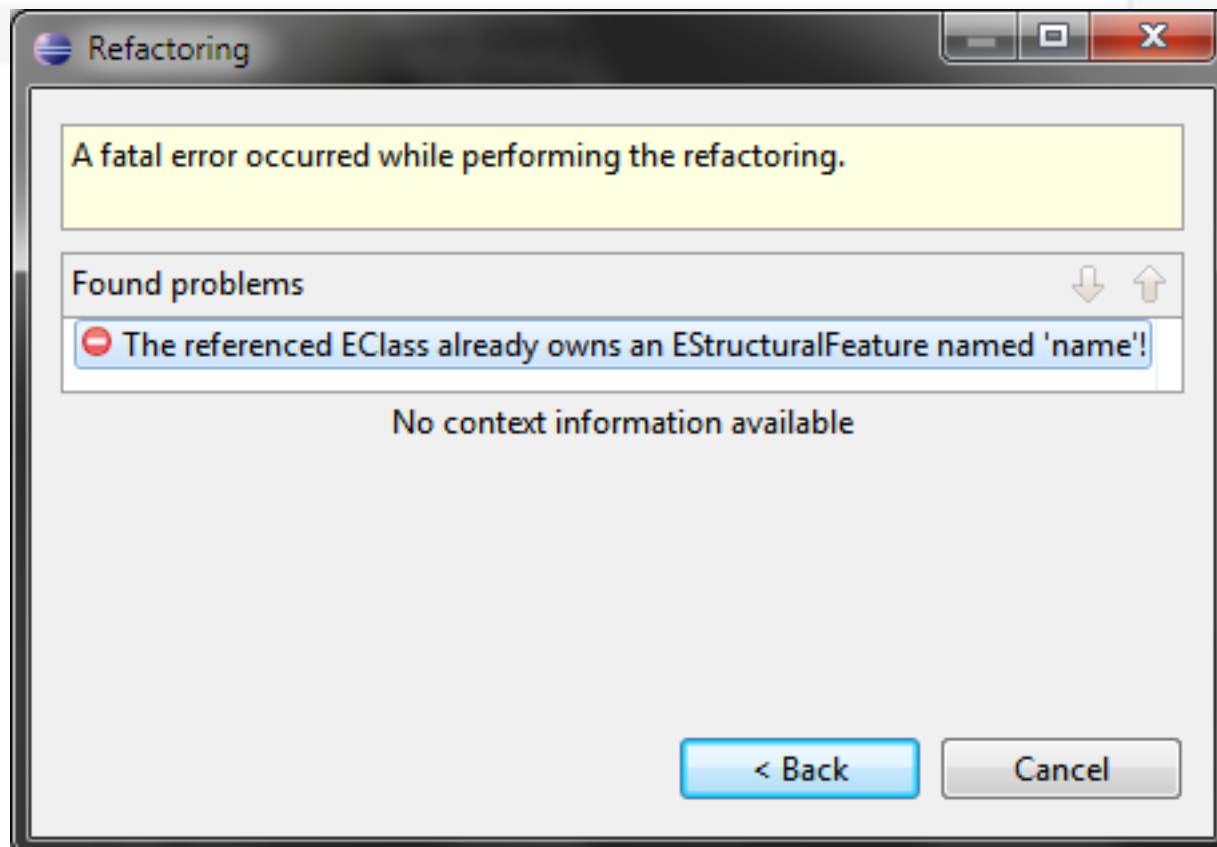 Refactoring
A fatal error occurred while performing the refactoring.
Found problems
The referenced EClass already owns an EStructuralFeature named 'name'!
No context information available
< Back
Cancel